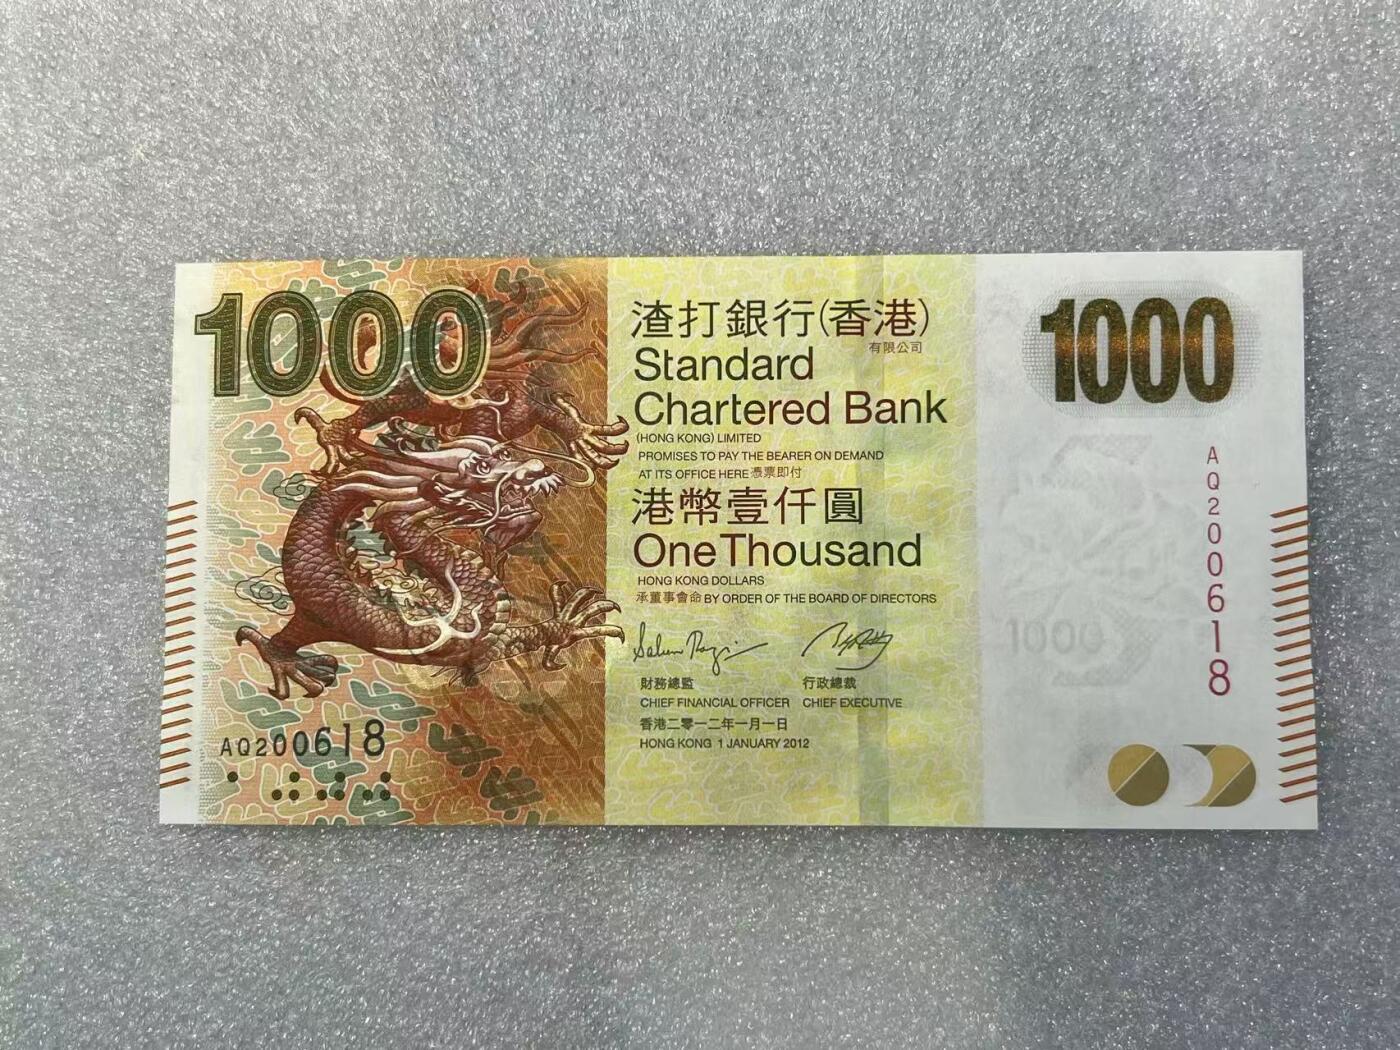 1000
渣打銀行(香港)
有限公司
Standard
Chartered Bank
(HONG KONG) LIMITED
PROMISES TO PAY THE BEARER ON DEMAND
AT ITS OFFICE HERE 憑票即付
港幣壹仟圓
One Thousand
HONG KONG DOLLARS
承董事會命 BY ORDER OF THE BOARD OF DIRECTORS
財務總監 行政總裁
CHIEF FINANCIAL OFFICER CHIEF EXECUTIVE
香港二零一二年一月一日
HONG KONG 1 JANUARY 2012
AQ200618
1000
AQ200618
1000